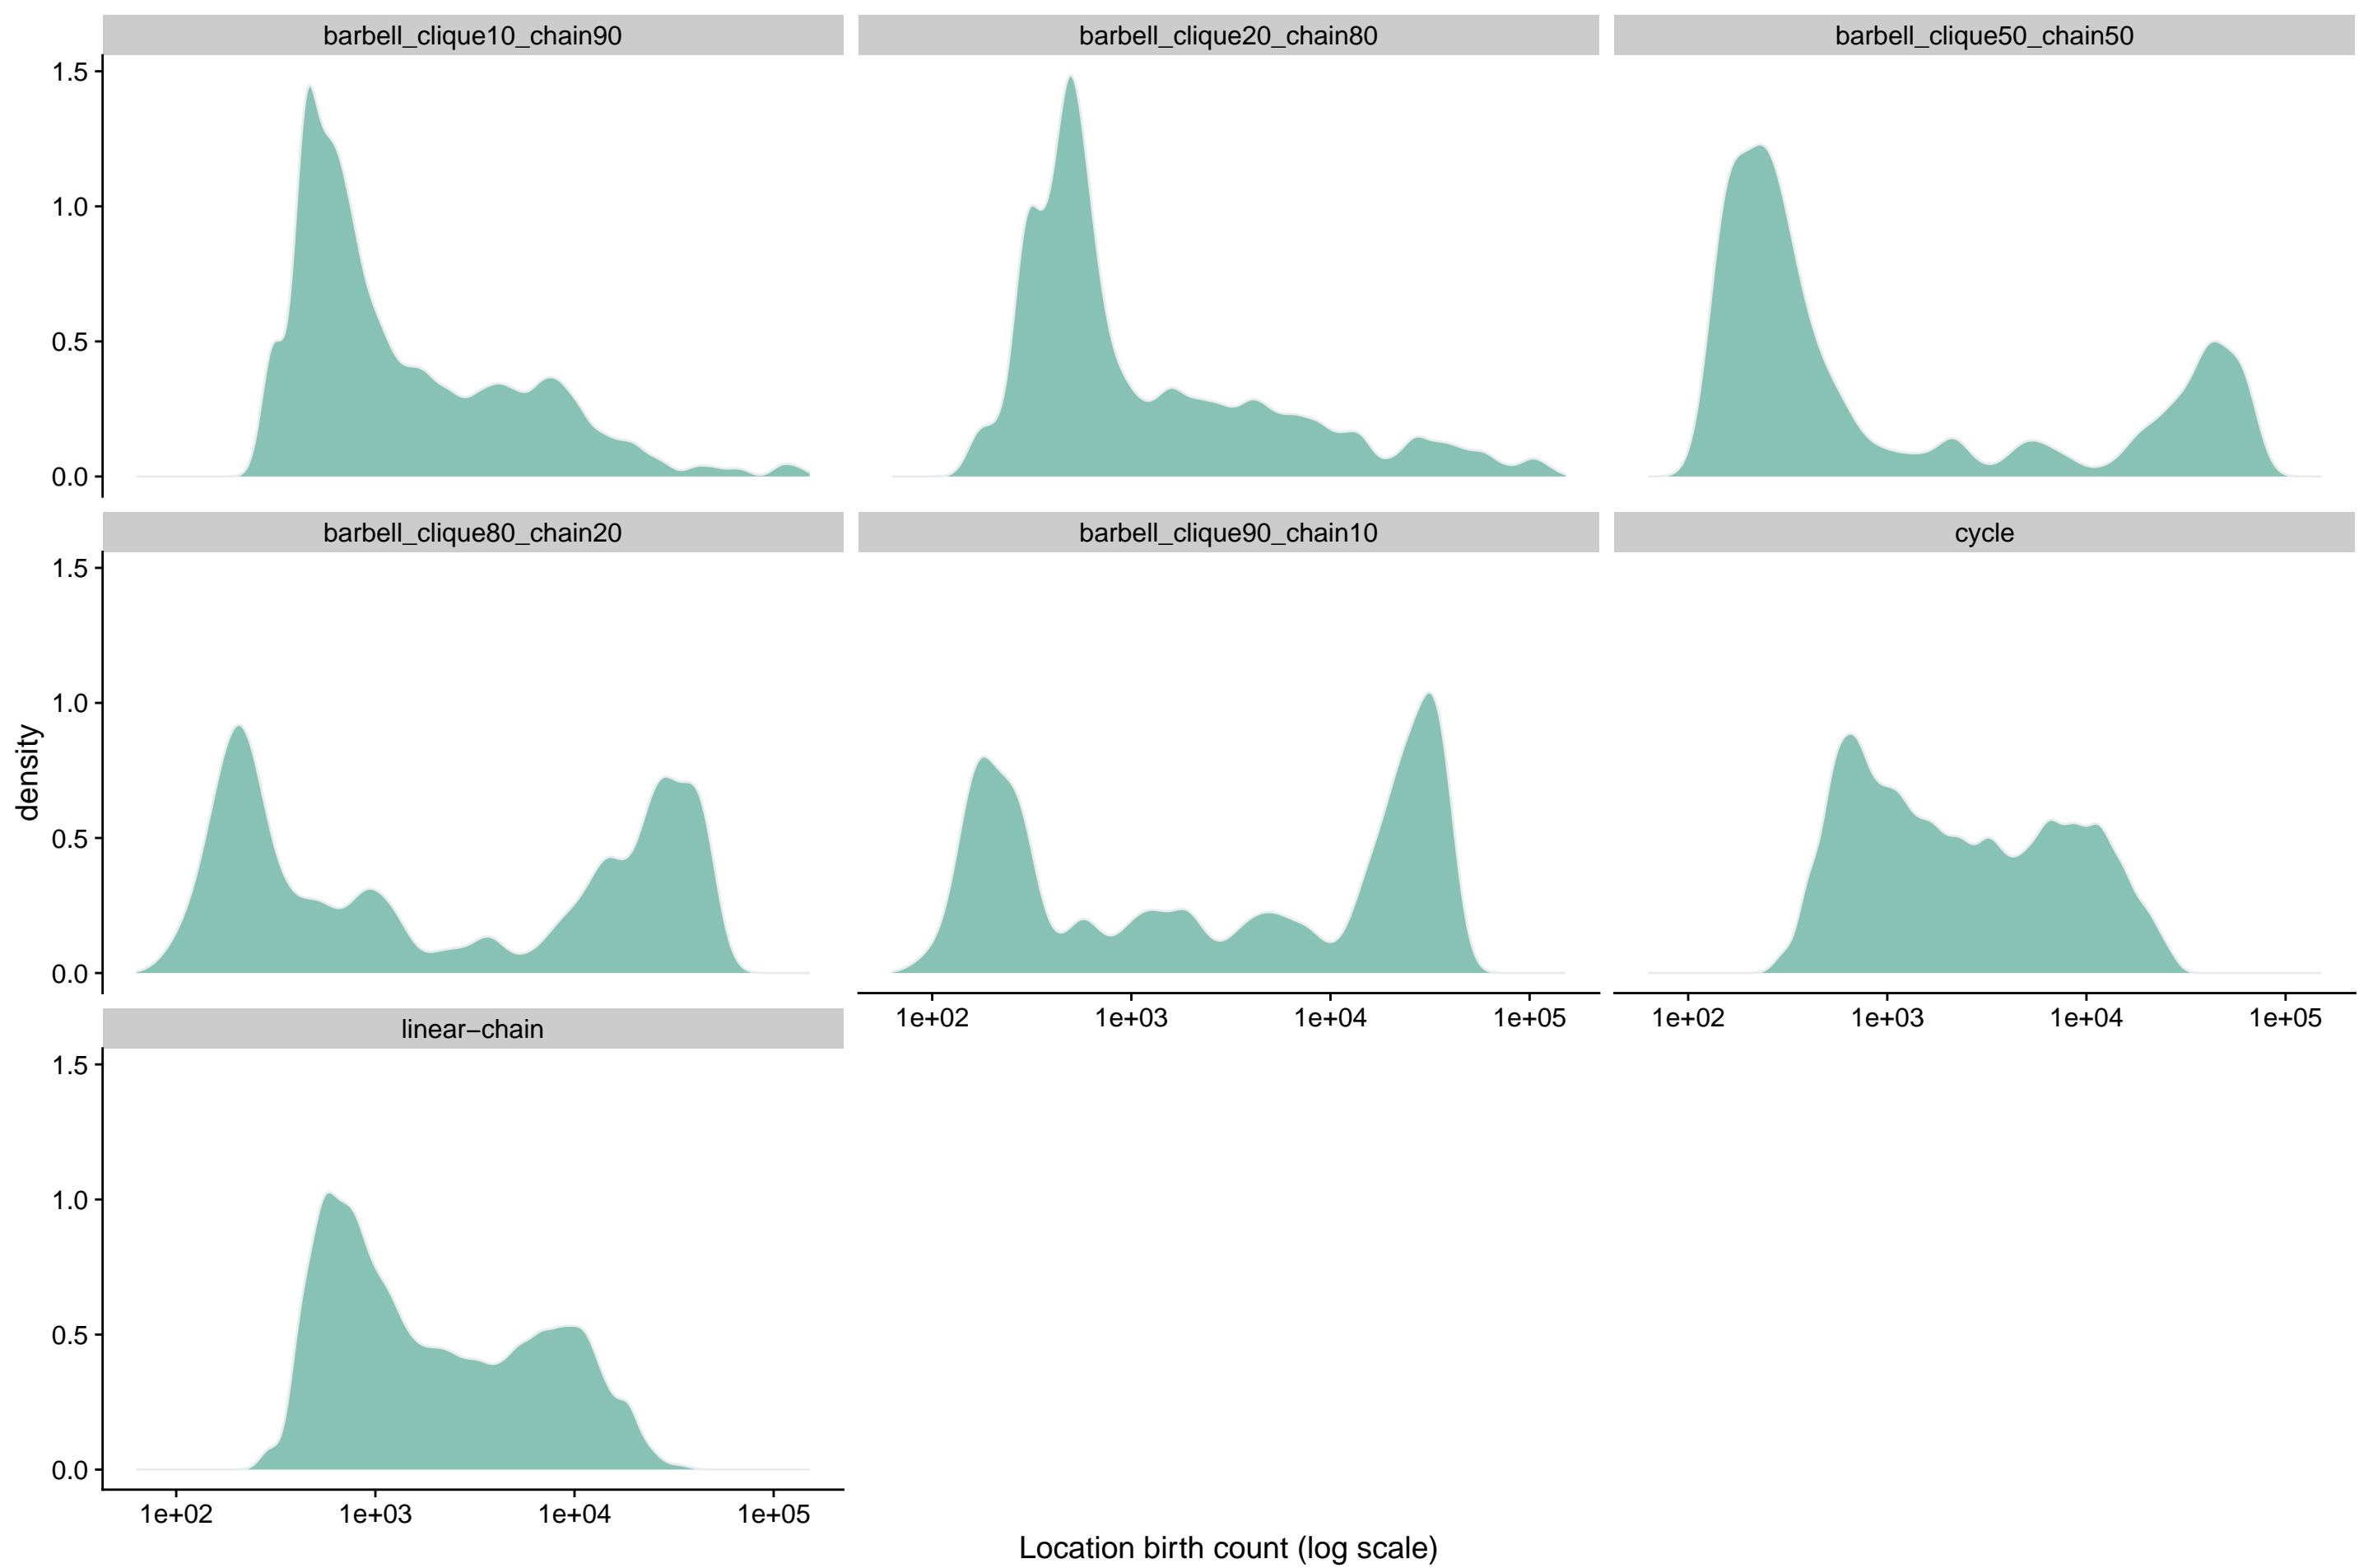 barbell_clique10_chain90 barbell_clique20_chain80 barbell_clique50_chain50
1.5
1.0
0.5
0.0
barbell_clique80_chain20 barbell_clique90_chain10 cycle
1.5
1.0
0.5
0.0
1e+02 1e+03 1e+04 1e+05 1e+02 1e+03 1e+04 1e+05
linear−chain
1.5
1.0
0.5
0.0
1e+02 1e+03 1e+04 1e+05
density
Location birth count (log scale)